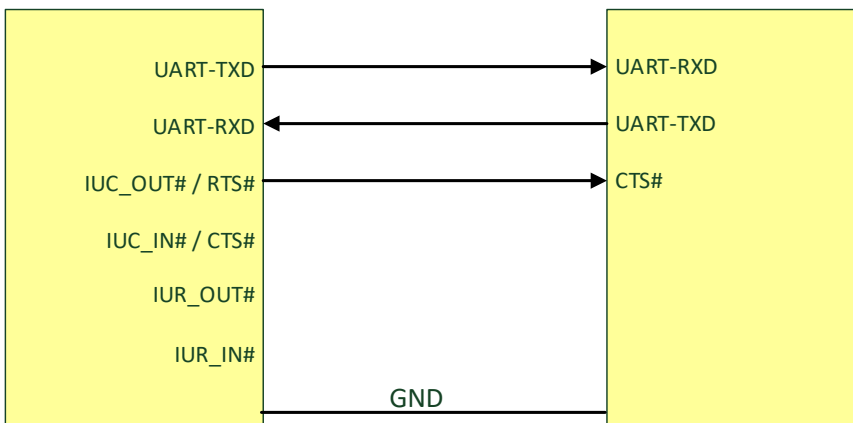 UART-TXD
UART-RXD
UART-RXD
UART-TXD
IUC_OUT# / RTS#
CTS#
IUC_IN# / CTS#
IUR_OUT#
IUR_IN#
GND